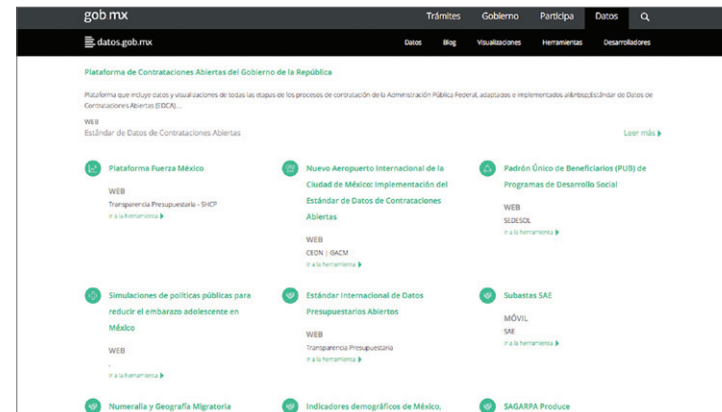 gob mx
Trámites Gobierno Participa Datos
datos.gob.mx
Datos Blog Visualizaciones Herramientas Desarrolladores
Plataforma de Contrataciones Abiertas del Gobierno de la República
Plataforma que incluye datos y visualizaciones de todas las etapas de los procesos de contratación de la Administración Pública Federal, adaptados e implementados al&nbsp;Estándar de Datos de
Contrataciones Abiertas (EDCA)...
WEB
Estándar de Datos de Contrataciones Abiertas
Leer más
Plataforma Fuerza México
WEB
Transparencia Presupuestaria - SHCP
Ir a la herramienta
Nuevo Aeropuerto Internacional de la
Ciudad de México: Implementación del
Estándar de Datos de Contrataciones
Abiertas
WEB
CEDN | GACM
Ir a la herramienta
Padrón Único de Beneficiarios (PUB) de
Programas de Desarrollo Social
WEB
SEDESOL
Ir a la herramienta
Simulaciones de políticas públicas para
reducir el embarazo adolescente en
México
WEB
.
Ir a la herramienta
Estándar Internacional de Datos
Presupuestarios Abiertos
WEB
Transparencia Presupuestaria
Ir a la herramienta
Subastas SAE
MÓVIL
SAE
Ir a la herramienta
Numeralia y Geografía Migratoria
Indicadores demográficos de México,
SAGARPA Produce